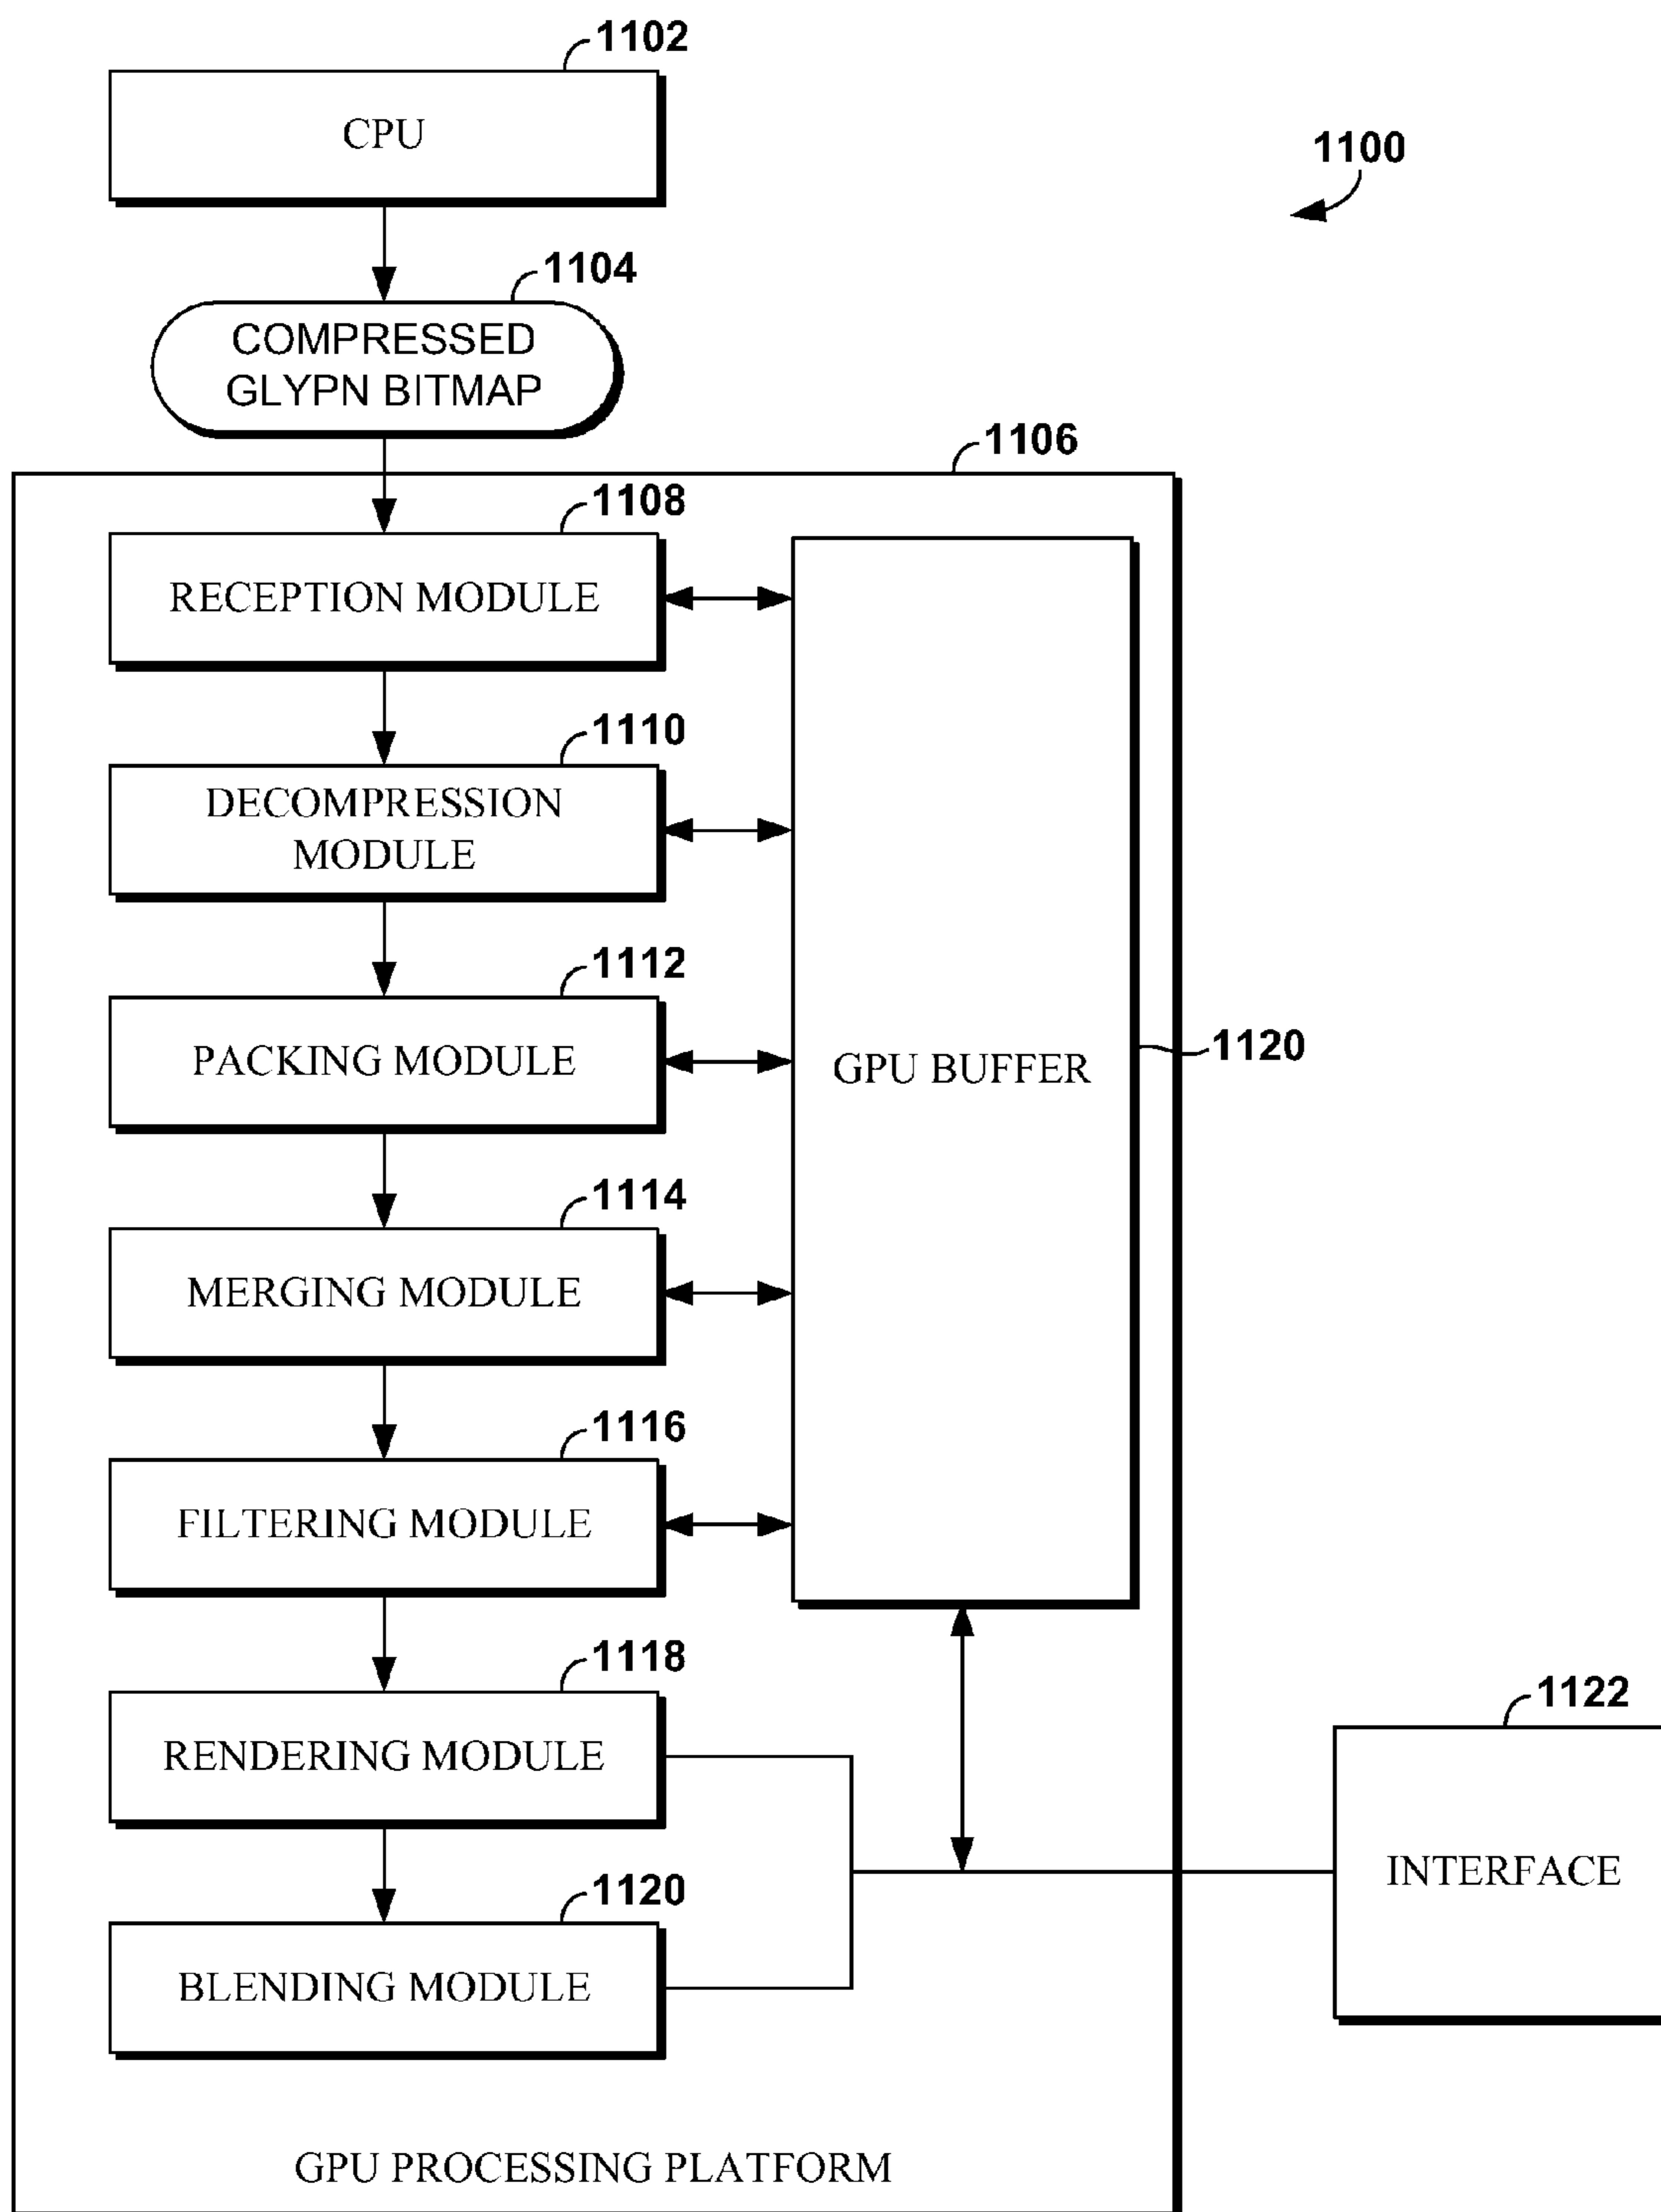 1102
CPU
1100
1104
COMPRESSED
GLYPN BITMAP
1106
1108
RECEPTION MODULE
1110
DECOMPRESSION
MODULE
1112
PACKING MODULE
GPU BUFFER
1120
1114
MERGING MODULE
1116
FILTERING MODULE
1118
RENDERING MODULE
1122
INTERFACE
1120
BLENDING MODULE
GPU PROCESSING PLATFORM